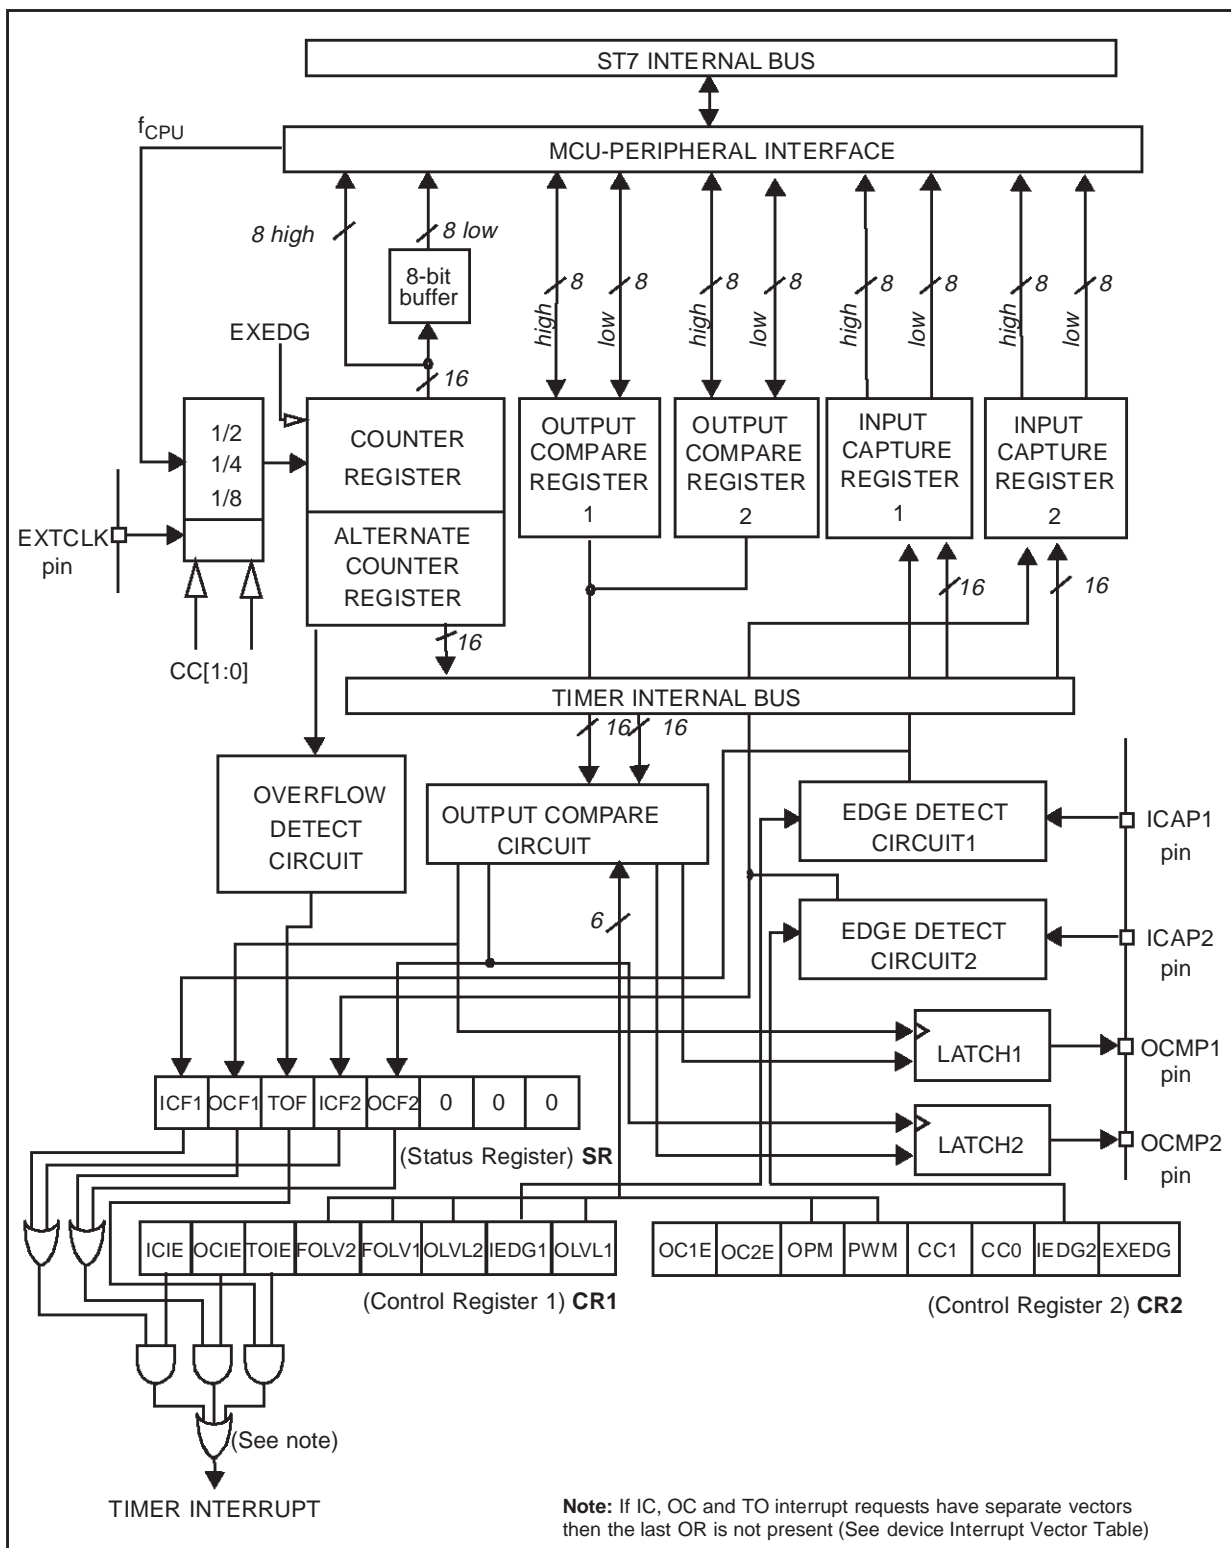 ST7 INTERNAL BUS
fCPU
MCU-PERIPHERAL INTERFACE
8 high
8 low
8-bit
buffer
8
8
8
8
8
8
8
8
high
low
high
low
high
low
high
low
EXEDG
16
1/2
1/4
1/8
COUNTER
REGISTER
ALTERNATE
COUNTER
REGISTER
OUTPUT
COMPARE
REGISTER
1
OUTPUT
COMPARE
REGISTER
2
INPUT
CAPTURE
REGISTER
1
INPUT
CAPTURE
REGISTER
2
EXTCLK
pin
CC[1:0]
16
16
16
TIMER INTERNAL BUS
16
16
OVERFLOW
DETECT
CIRCUIT
OUTPUT COMPARE
CIRCUIT
EDGE DETECT
CIRCUIT1
ICAP1
pin
6
EDGE DETECT
CIRCUIT2
ICAP2
pin
LATCH1
OCMP1
pin
ICF1 OCF1 TOF ICF2 OCF2 0 0 0
(Status Register) SR
LATCH2
OCMP2
pin
ICIE OCIE TOIE FOLV2 FOLV1 OLVL2 IEDG1 OLVL1
(Control Register 1) CR1
OC1E OC2E OPM PWM CC1 CC0 IEDG2 EXEDG
(Control Register 2) CR2
(See note)
TIMER INTERRUPT
Note: If IC, OC and TO interrupt requests have separate vectors
then the last OR is not present (See device Interrupt Vector Table)